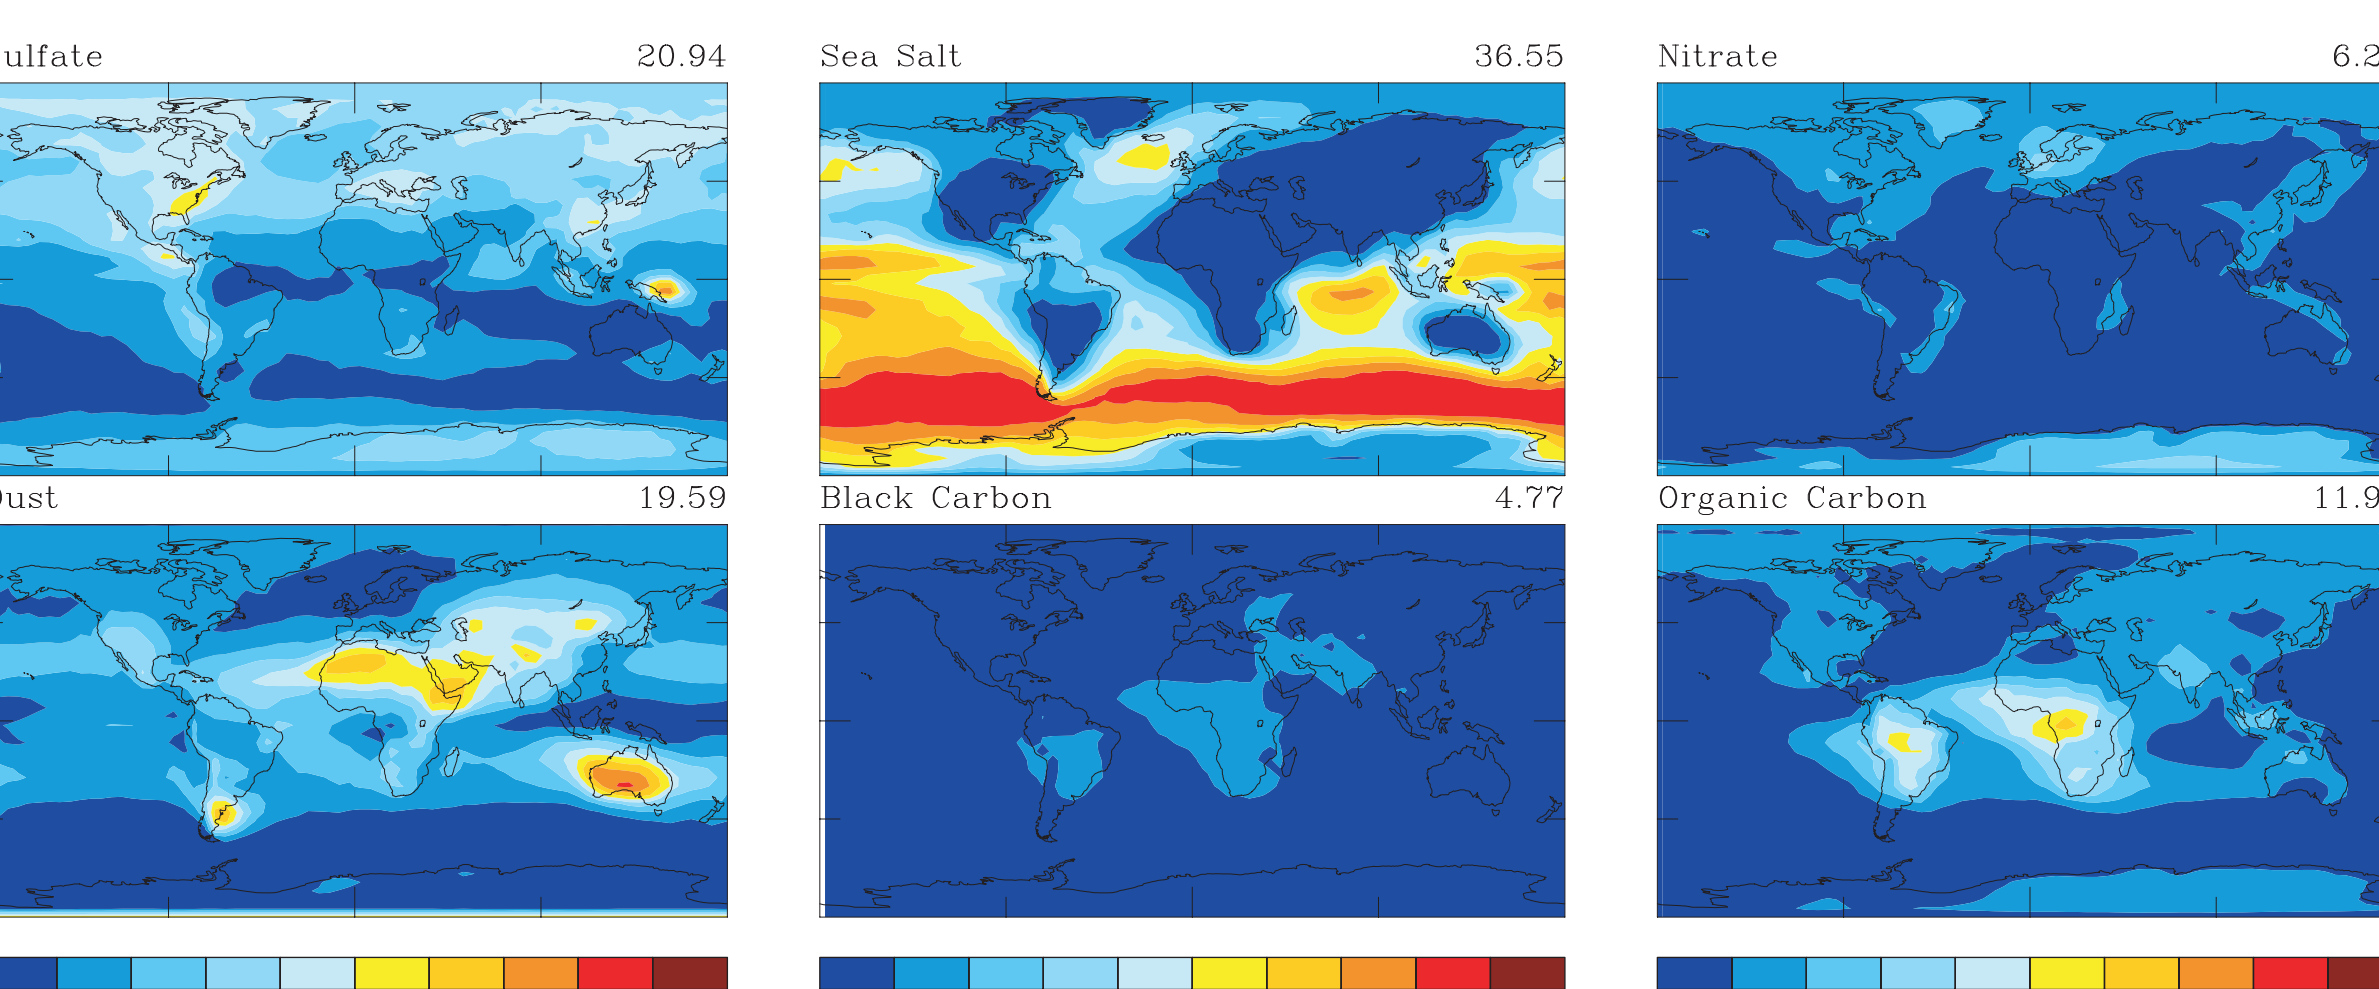 ulfate 20.94
Sea Salt 36.55
Nitrate 6.2
ust 19.59
Black Carbon 4.77
Organic Carbon 11.9